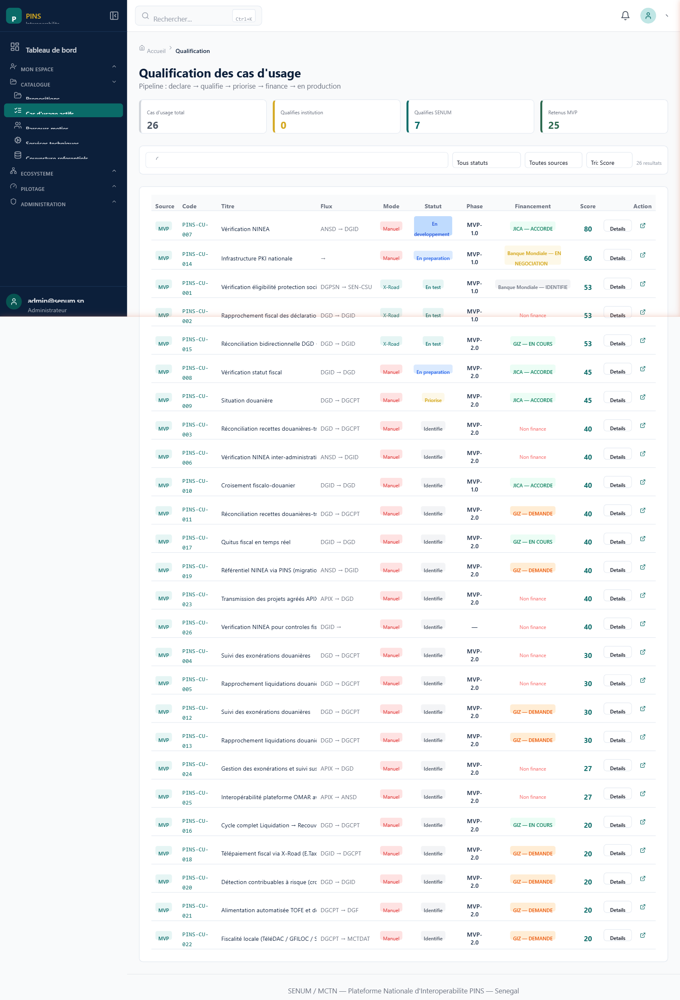 P
PINS
Interoperabilite
Tableau de bord
MON ESPACE
CATALOGUE
Propositions
Cas d'usage actifs
Parcours metier
Services techniques
Couverture referentiels
ECOSYSTEME
PILOTAGE
ADMINISTRATION
admin@senum.sn
Administrateur
Rechercher...
Ctrl+K
Accueil
Qualification
Qualification des cas d'usage
Pipeline : declare → qualifie → priorise → finance → en production
Cas d'usage total
26
Qualifies institution
0
Qualifies SENUM
7
Retenus MVP
25
Tous statuts
Toutes sources
Tri: Score
26 resultats
Source Code Titre Flux Mode Statut Phase Financement Score Action
MVP PINS-CU-007 Vérification NINEA ANSD → DGID Manuel En developpement MVP-1.0 JICA — ACCORDE 80 Details
MVP PINS-CU-014 Infrastructure PKI nationale → Manuel En preparation MVP-1.0 Banque Mondiale — EN NEGOCIATION 60 Details
MVP PINS-CU-001 Vérification éligibilité protection soci DGPSN → SEN-CSU X-Road En test MVP-1.0 Banque Mondiale — IDENTIFIE 53 Details
MVP PINS-CU-002 Rapprochement fiscal des déclaratio DGD → DGID X-Road En test MVP-1.0 Non finance 53 Details
MVP PINS-CU-015 Réconciliation bidirectionnelle DGD DGD → DGID X-Road En test MVP-2.0 GIZ — EN COURS 53 Details
MVP PINS-CU-008 Vérification statut fiscal DGID → DGD Manuel En preparation MVP-2.0 JICA — ACCORDE 45 Details
MVP PINS-CU-009 Situation douanière DGD → DGCPT Manuel Priorise MVP-2.0 JICA — ACCORDE 45 Details
MVP PINS-CU-003 Réconciliation recettes douanières-tr DGD → DGCPT Manuel Identifie MVP-2.0 Non finance 40 Details
MVP PINS-CU-006 Vérification NINEA inter-administrati ANSD → DGID Manuel Identifie MVP-2.0 Non finance 40 Details
MVP PINS-CU-010 Croisement fiscalo-douanier DGID → DGD Manuel Identifie MVP-1.0 JICA — ACCORDE 40 Details
MVP PINS-CU-011 Réconciliation recettes douanières-tr DGD → DGCPT Manuel Identifie MVP-2.0 GIZ — DEMANDE 40 Details
MVP PINS-CU-017 Quitus fiscal en temps réel DGID → DGD Manuel Identifie MVP-2.0 GIZ — EN COURS 40 Details
MVP PINS-CU-019 Référentiel NINEA via PINS (migratio ANSD → DGID Manuel Identifie MVP-2.0 GIZ — DEMANDE 40 Details
MVP PINS-CU-023 Transmission des projets agréés APIX APIX → DGD Manuel Identifie MVP-2.0 Non finance 40 Details
MVP PINS-CU-026 Verification NINEA pour controles fis DGID → Manuel Identifie — Non finance 40 Details
MVP PINS-CU-004 Suivi des exonérations douanières DGD → DGCPT Manuel Identifie MVP-2.0 Non finance 30 Details
MVP PINS-CU-005 Rapprochement liquidations douaniè DGD → DGCPT Manuel Identifie MVP-2.0 Non finance 30 Details
MVP PINS-CU-012 Suivi des exonérations douanières DGD → DGCPT Manuel Identifie MVP-2.0 GIZ — DEMANDE 30 Details
MVP PINS-CU-013 Rapprochement liquidations douaniè DGD → DGCPT Manuel Identifie MVP-2.0 GIZ — DEMANDE 30 Details
MVP PINS-CU-024 Gestion des exonérations et suivi sus APIX → DGD Manuel Identifie MVP-2.0 Non finance 27 Details
MVP PINS-CU-025 Interopérabilité plateforme OMAR av APIX → ANSD Manuel Identifie MVP-2.0 Non finance 27 Details
MVP PINS-CU-016 Cycle complet Liquidation → Recouv DGD → DGCPT Manuel Identifie MVP-2.0 GIZ — EN COURS 20 Details
MVP PINS-CU-018 Télépaiement fiscal via X-Road (E.Tax DGID → DGCPT Manuel Identifie MVP-2.0 GIZ — DEMANDE 20 Details
MVP PINS-CU-020 Détection contribuables à risque (crc DGD → DGID Manuel Identifie MVP-2.0 GIZ — DEMANDE 20 Details
MVP PINS-CU-021 Alimentation automatisée TOFE et de DGCPT → DGF Manuel Identifie MVP-2.0 GIZ — DEMANDE 20 Details
MVP PINS-CU-022 Fiscalité locale (TéléDAC / GFILOC / S DGCPT → MCTDAT Manuel Identifie MVP-2.0 GIZ — DEMANDE 20 Details
SENUM / MCTN — Plateforme Nationale d'Interoperabilite PINS — Senegal